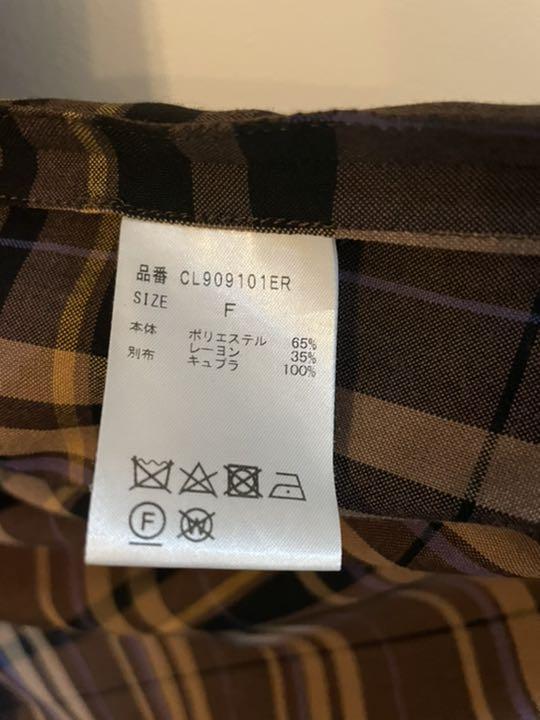 品番 CL909101ER
SIZE F
本体 ポリエステル 65%
レーヨン 35%
別布 キュプラ 100%
F W